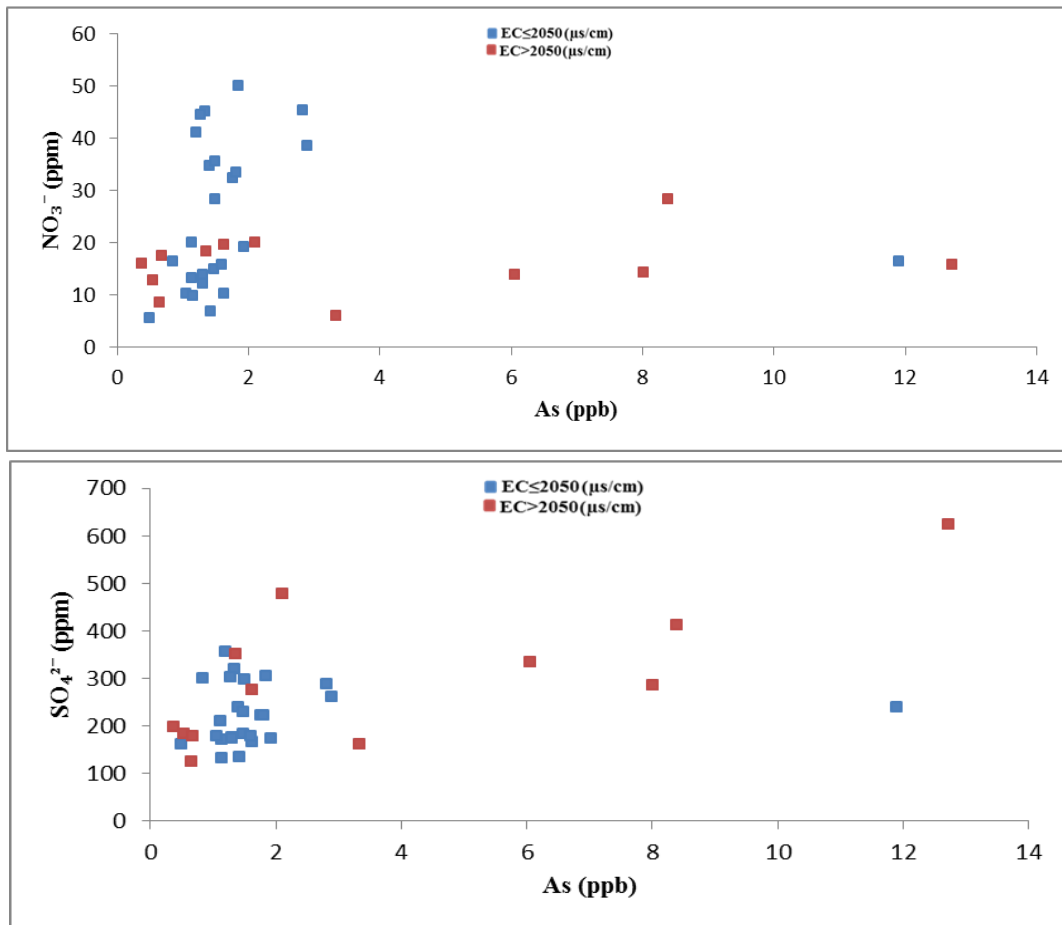 EC≤2050(µs/cm)
EC>2050(µs/cm)
60
50
40
30
20
10
0
NO₃⁻ (ppm)
0 2 4 6 8 10 12 14
As (ppb)
EC≤2050(µs/cm)
EC>2050(µs/cm)
700
600
500
400
300
200
100
0
SO₄²⁻ (ppm)
0 2 4 6 8 10 12 14
As (ppb)